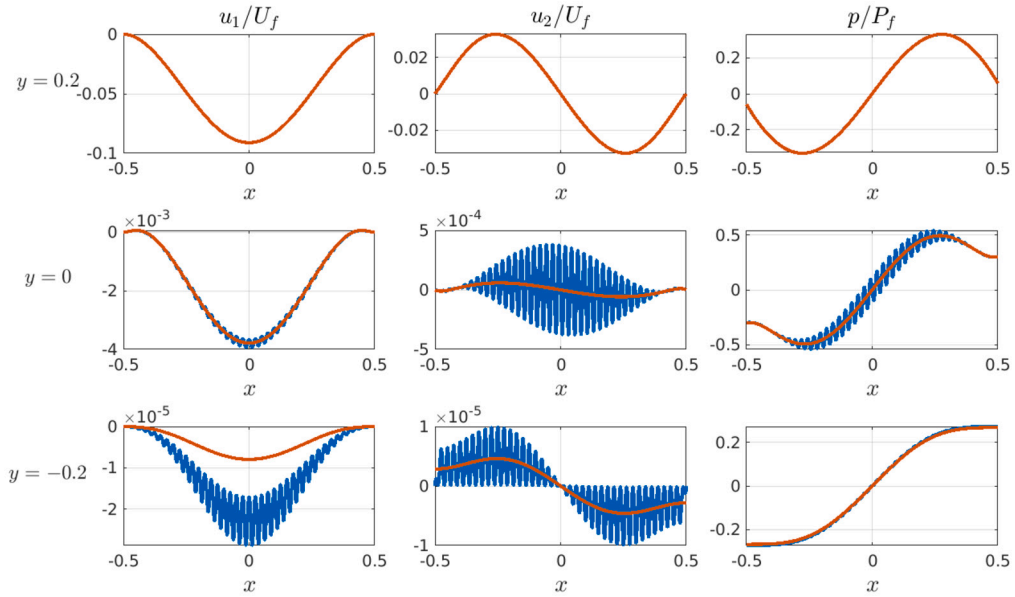 u₁/U_f u₂/U_f p/P_f
y = 0.2
0 -0.05 -0.1
0.02 0 -0.02
0.2 0 -0.2
-0.5 0 0.5 -0.5 0 0.5 -0.5 0 0.5
x x x
×10⁻³ ×10⁻⁴
y = 0
0 -2 -4
5 0 -5
0.5 0 -0.5
-0.5 0 0.5 -0.5 0 0.5 -0.5 0 0.5
x x x
×10⁻⁵ ×10⁻⁵
y = −0.2
0 -1 -2
1 0 -1
0.2 0 -0.2
-0.5 0 0.5 -0.5 0 0.5 -0.5 0 0.5
x x x